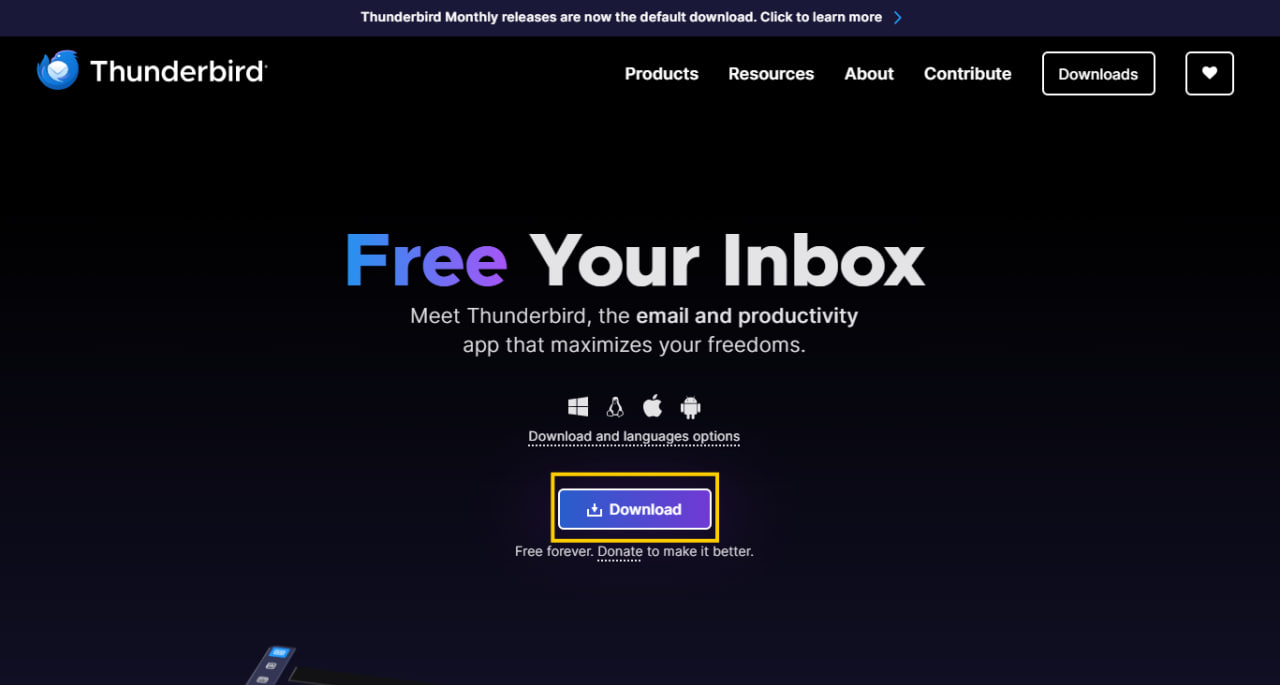 Thunderbird Monthly releases are now the default download. Click to learn more
Thunderbird
Products Resources About Contribute Downloads
Free Your Inbox
Meet Thunderbird, the email and productivity
app that maximizes your freedoms.
Download and languages options
Download
Free forever. Donate to make it better.